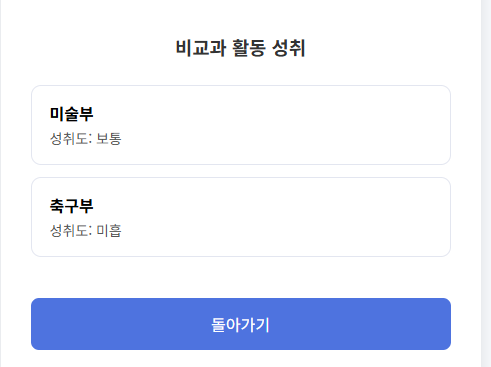 비교과 활동 성취
미술부
성취도: 보통
축구부
성취도: 미흡
돌아가기